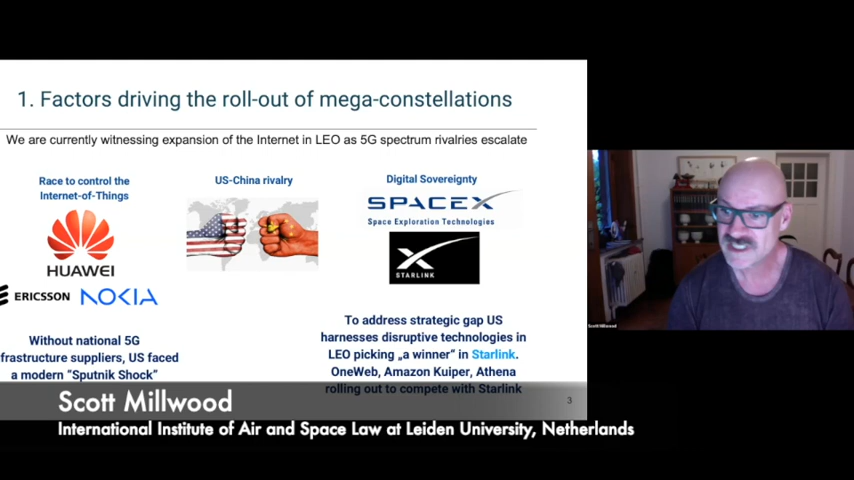 1. Factors driving the roll-out of mega-constellations
We are currently witnessing expansion of the Internet in LEO as 5G spectrum rivalries escalate
Race to control the
Internet-of-Things
HUAWEI
ERICSSON NOKIA
Without national 5G
frastructure suppliers, US faced
a modern "Sputnik Shock"
US-China rivalry
Digital Sovereignty
SPACEX
Space Exploration Technologies
STARLINK
To address strategic gap US
harnesses disruptive technologies in
LEO picking „a winner“ in Starlink.
OneWeb, Amazon Kuiper, Athena
rolling out to compete with Starlink
3
Scott Millwood
Scott Millwood
International Institute of Air and Space Law at Leiden University, Netherlands